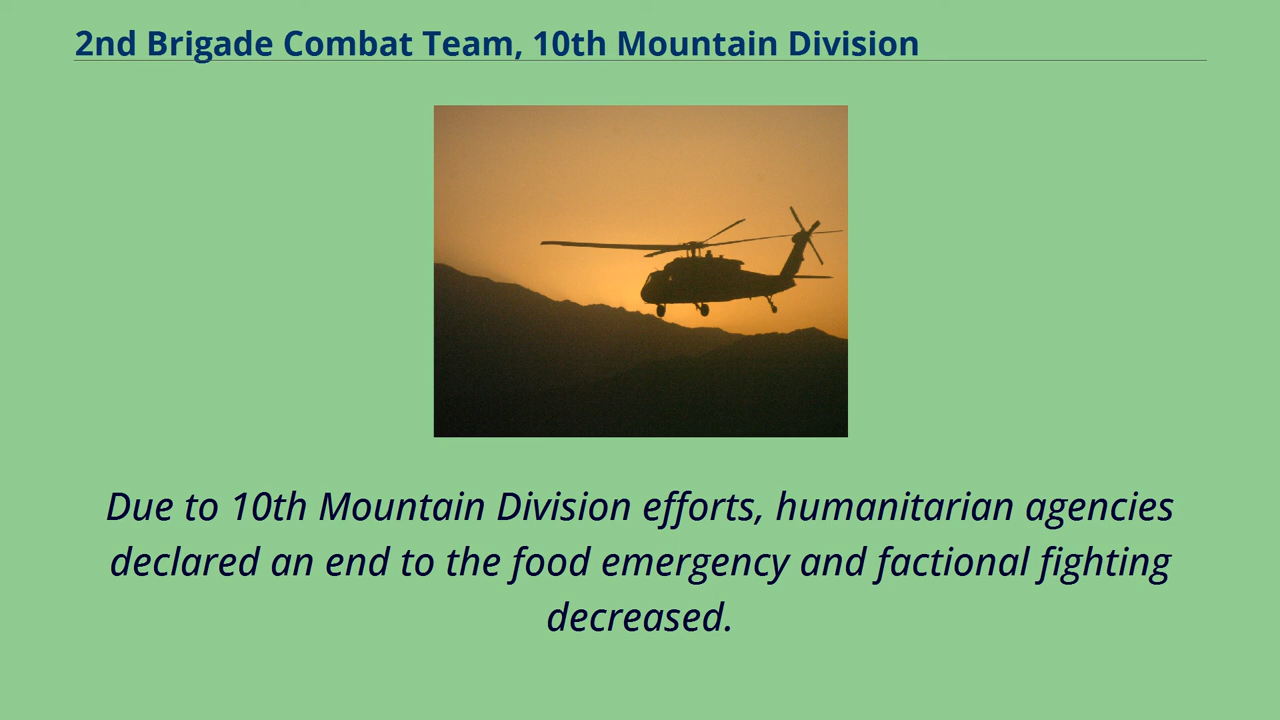 2nd Brigade Combat Team, 10th Mountain Division
Due to 10th Mountain Division efforts, humanitarian agencies
declared an end to the food emergency and factional fighting
decreased.